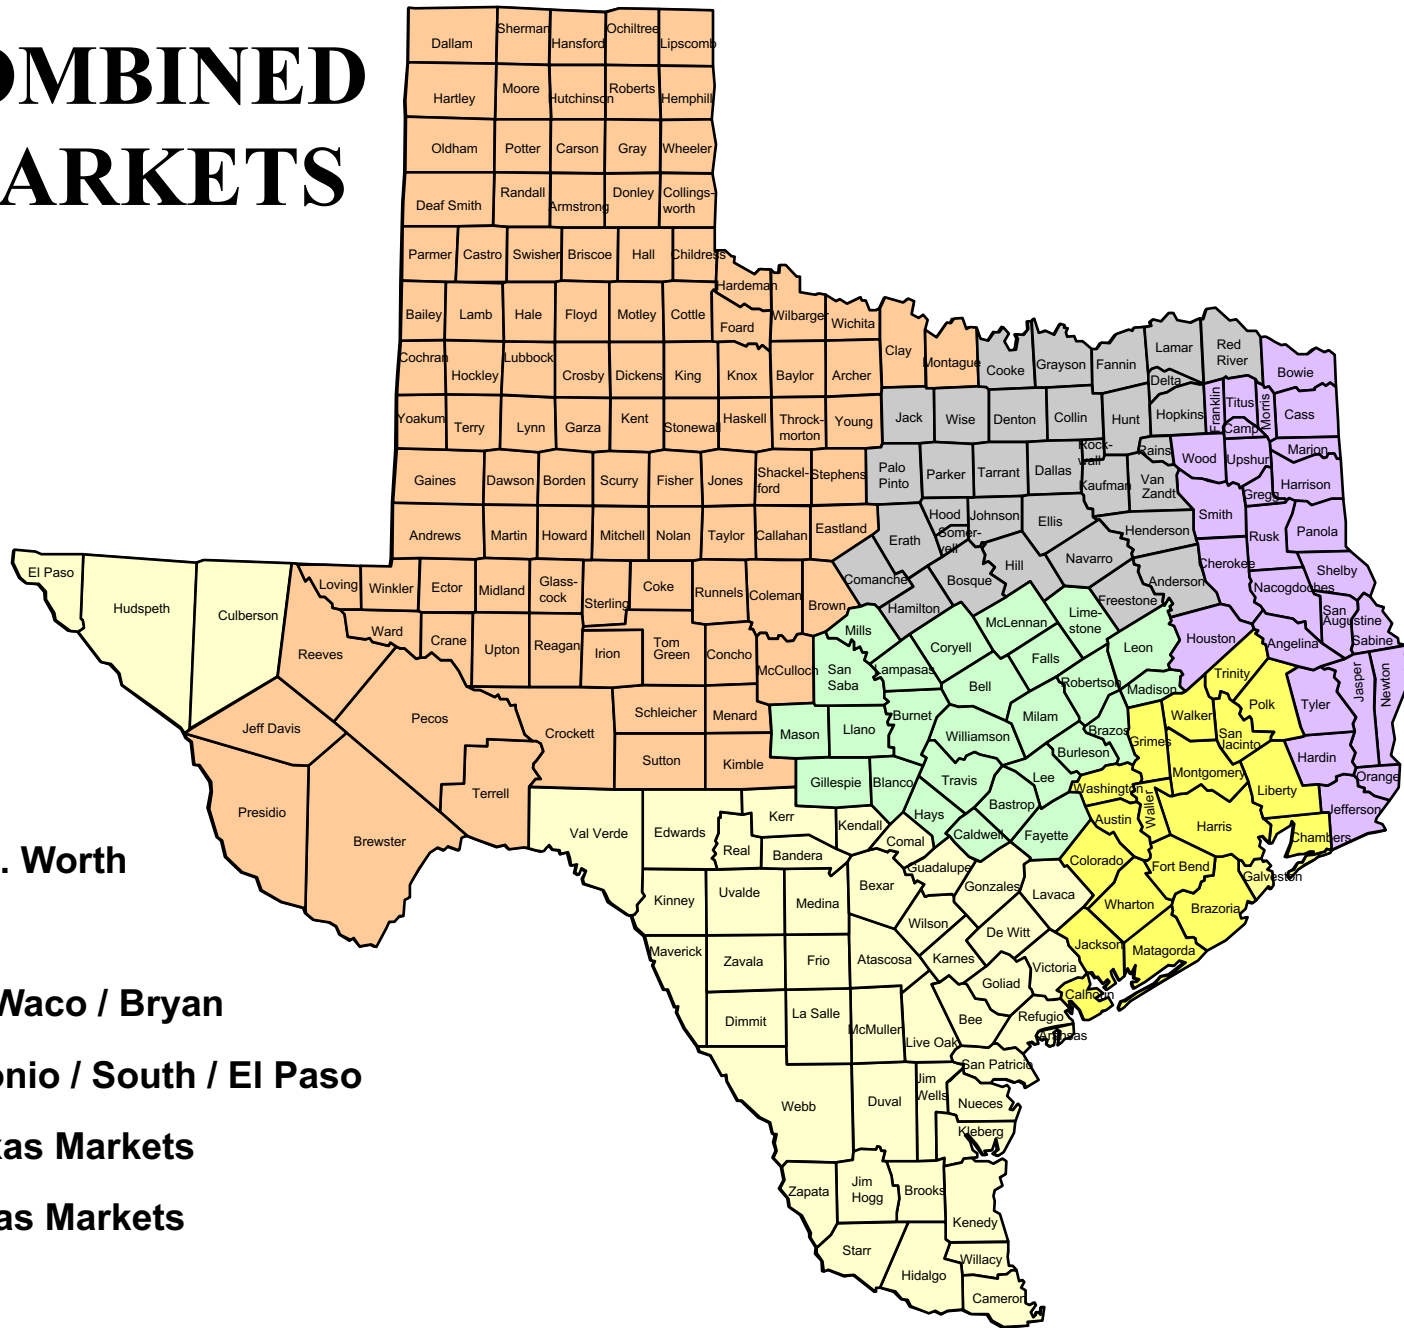 OMBINED
ARKETS
Dallam
Sherman
Hansford
Ochiltree
Lipscomb
Hartley
Moore
Hutchinson
Roberts
Hemphill
Oldham
Potter
Carson
Gray
Wheeler
Deaf Smith
Randall
Armstrong
Donley
Collings-
worth
Parmer
Castro
Swisher
Briscoe
Hall
Childress
Hardeman
Bailey
Lamb
Hale
Floyd
Motley
Cottle
Foard
Wilbarger
Wichita
Clay
Montague
Cooke
Grayson
Fannin
Lamar
Red
River
Bowie
Delta
Cochran
Hockley
Lubbock
Crosby
Dickens
King
Knox
Baylor
Archer
Yoakum
Terry
Lynn
Garza
Kent
Stonewall
Haskell
Throck-
morton
Young
Jack
Wise
Denton
Collin
Hunt
Hopkins
Franklin
Titus
Camp
Morris
Cass
Gaines
Dawson
Borden
Scurry
Fisher
Jones
Shackel-
ford
Stephens
Palo
Pinto
Parker
Tarrant
Dallas
Rock-
wall
Kaufman
Rains
Van
Zandt
Wood
Upshur
Marion
Harrison
Gregg
Smith
Andrews
Martin
Howard
Mitchell
Nolan
Taylor
Callahan
Eastland
Erath
Hood
Somer-
vell
Johnson
Ellis
Henderson
Navarro
Rusk
Panola
El Paso
Hudspeth
Culberson
Loving
Winkler
Ector
Midland
Glass-
cock
Sterling
Coke
Runnels
Coleman
Brown
Comanche
Hamilton
Bosque
Hill
Freestone
Anderson
Cherokee
Nacogdoches
Shelby
San
Augustine
Sabine
Reeves
Ward
Crane
Upton
Reagan
Irion
Tom
Green
Concho
McCulloch
Mills
San
Saba
Lampasas
Coryell
McLennan
Lime-
stone
Falls
Leon
Houston
Angelina
Trinity
Polk
Tyler
Jasper
Newton
Jeff Davis
Pecos
Crockett
Schleicher
Menard
Mason
Llano
Burnet
Bell
Milam
Robertson
Madison
Brazos
Grimes
Walker
San
Jacinto
Hardin
Orange
Sutton
Kimble
Gillespie
Blanco
Williamson
Travis
Burleson
Lee
Washington
Montgomery
Liberty
Jefferson
Presidio
Brewster
Terrell
Val Verde
Edwards
Kerr
Real
Bandera
Kendall
Comal
Hays
Caldwell
Bastrop
Fayette
Austin
Waller
Harris
Chambers
Galveston
Kinney
Uvalde
Medina
Bexar
Guadalupe
Gonzales
Lavaca
Colorado
Fort Bend
Wharton
Brazoria
. Worth
Maverick
Zavala
Frio
Atascosa
Wilson
Karnes
De Witt
Victoria
Jackson
Matagorda
Calhoun
Goliad
Dimmit
La Salle
McMullen
Live Oak
Bee
Refugio
Aransas
San Patricio
Waco / Bryan
onio / South / El Paso
Webb
Duval
Jim
Wells
Nueces
Kleberg
xas Markets
Zapata
Jim
Hogg
Brooks
Kenedy
as Markets
Starr
Hidalgo
Willacy
Cameron